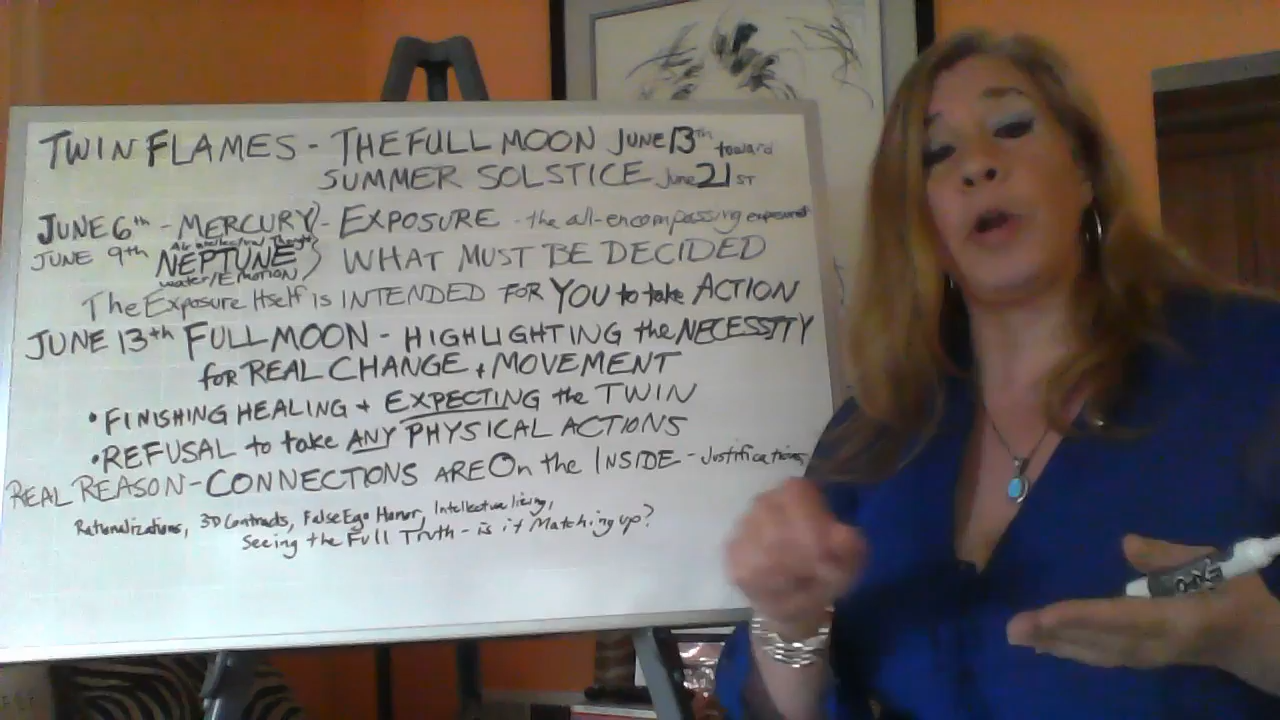 TWIN FLAMES - THE FULL MOON JUNE 13Th toward
SUMMER SOLSTICE June 21ST
JUNE 6th - MERCURY) - EXPOSURE - the all-encompassing
Air
JUNE 9th NEPTUNE } WHAT MUST BE DECIDED
water/EMOTION
The Exposure Itself is INTENDED FOR YOU to take ACTION
JUNE 13th FULL MOON - HIGHLIGHTING the NECESSITY
for REAL CHANGE + MOVEMENT
• FINISHING HEALING + EXPECTING the TWIN
• REFUSAL to take ANY PHYSICAL ACTIONS
REAL REASON - CONNECTIONS ARE On the INSIDE - Justifications,
Rationalizations, 3D Contracts, False Ego Honor,
Seeing the Full Truth - is it Matching up?
EXPO